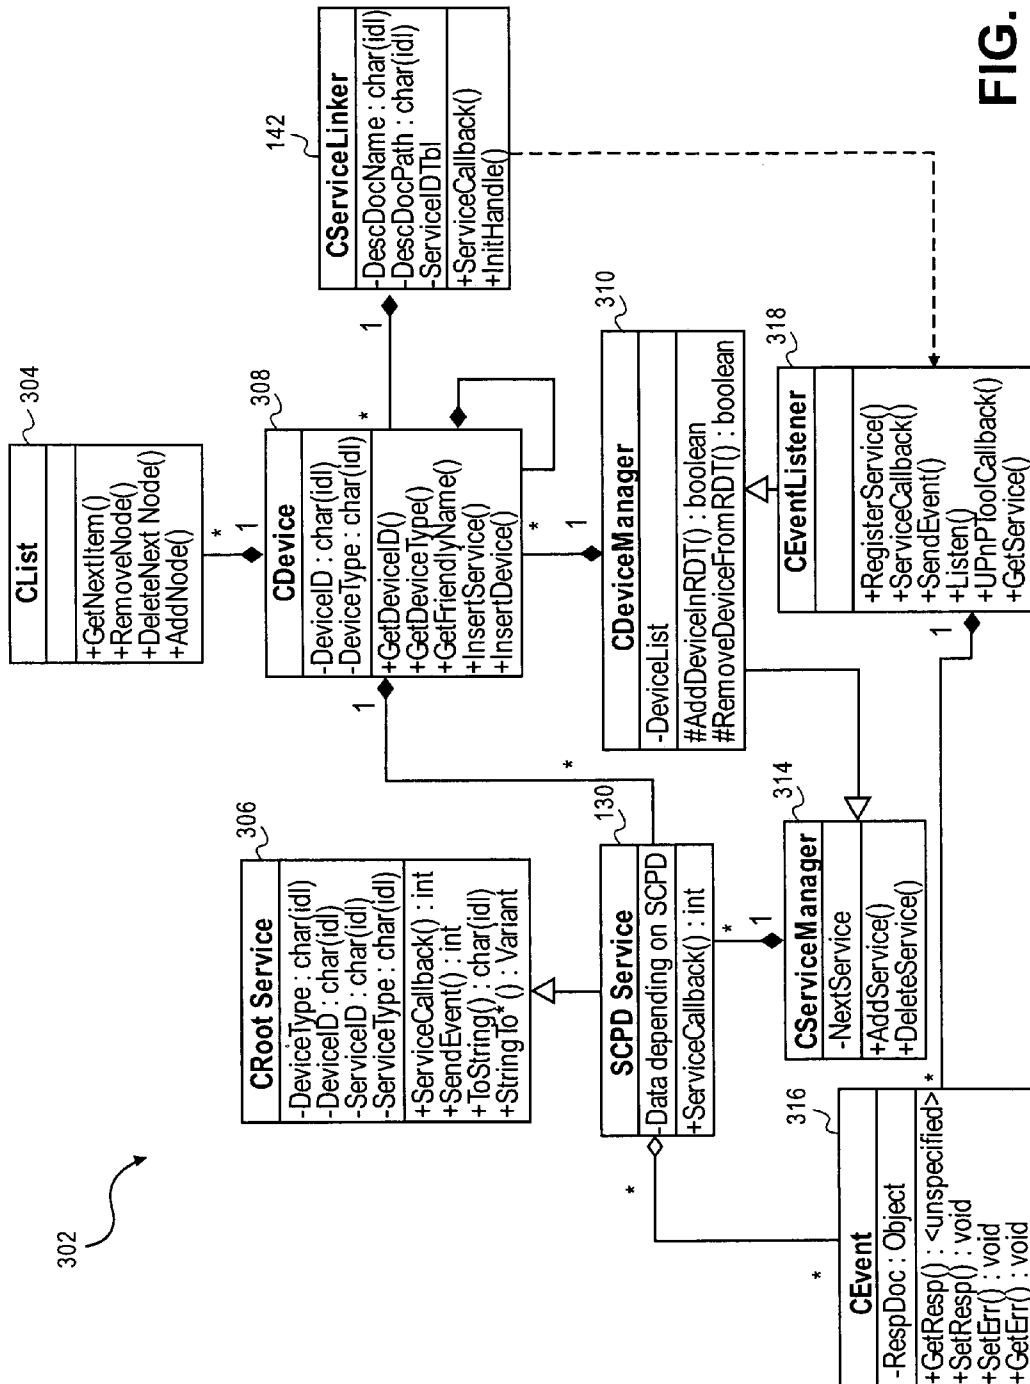 302
CList
304
+GetNextItem()
+RemoveNode()
+DeleteNext Node()
+AddNode()
*
1
CServiceLinker
142
-DescDocName : char(idl)
-DescDocPath : char(idl)
-ServiceIDTbl
+ServiceCallback()
+InitHandle()
1
*
CDevice
308
-DeviceID : char(idl)
-DeviceType : char(idl)
+GetDeviceID()
+GetDeviceType()
+GetFriendlyName()
+InsertService()
+InsertDevice()
1
*
*
1
CRoot Service
306
-DeviceType : char(idl)
-DeviceID : char(idl)
-ServiceID : char(idl)
-ServiceType : char(idl)
+ServiceCallback() : int
+SendEvent() : int
+ToString() : char(idl)
+StringTo* () : Variant
SCPD Service
130
-Data depending on SCPD
+ServiceCallback() : int
*
*
1
CDeviceManager
310
-DeviceList
#AddDeviceInRDT() : boolean
#RemoveDeviceFromRDT() : boolean
CServiceManager
314
-NextService
+AddService()
+DeleteService()
CEventListener
318
+RegisterService()
+ServiceCallback()
+SendEvent()
+Listen()
+UPnPToolCallback()
+GetService()
1
*
CEvent
316
-RespDoc : Object
+GetResp() : <unspecified>
+SetResp() : void
+SetErr() : void
+GetErr() : void
*
FIG.